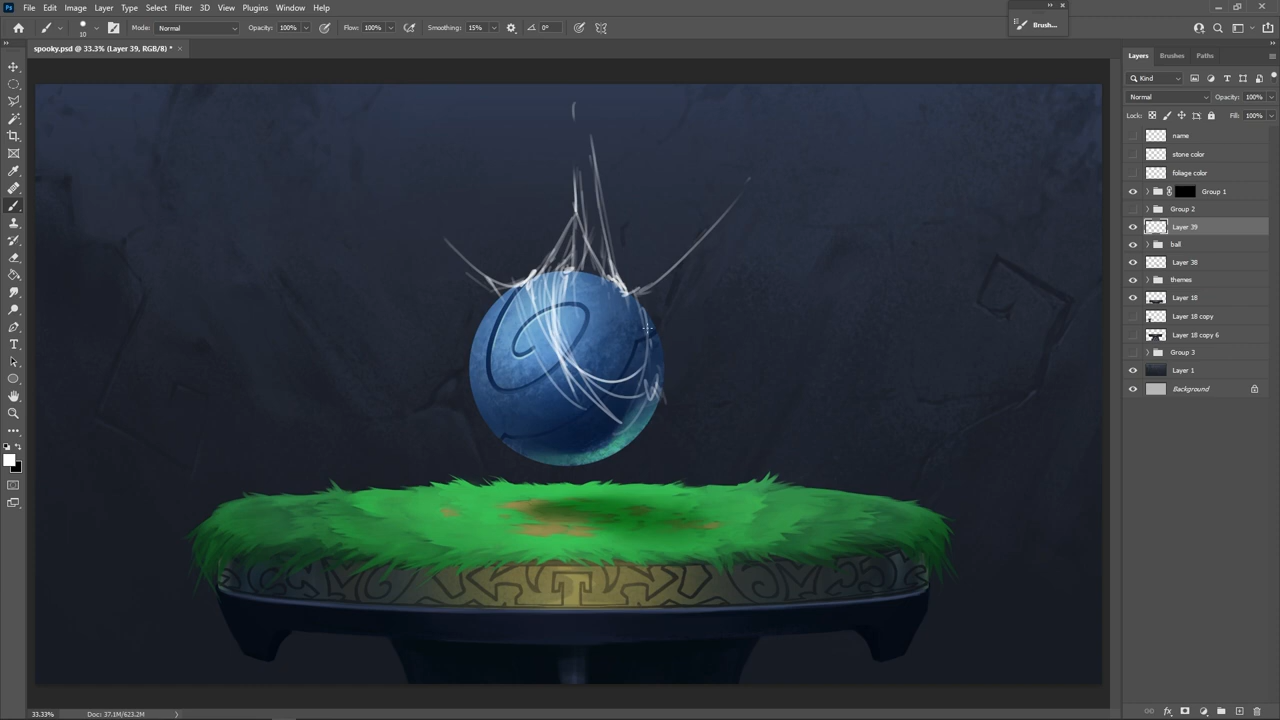 Ps File Edit Image Layer Type Select Filter 3D View Plugins Window Help
10 Mode: Normal Opacity: 100% Flow: 100% Smoothing: 15% 0° Brush...
spooky.psd @ 33.3% (Layer 39, RGB/8) * ×
Layers Brushes Paths
Kind
Normal Opacity: 100%
Lock: Fill: 100%
name
stone color
foliage color
Group 1
Group 2
Layer 39
ball
Layer 38
themes
Layer 18
Layer 18 copy
Layer 18 copy 6
Group 3
Layer 1
Background
33.33% Doc: 37.1M/623.2M